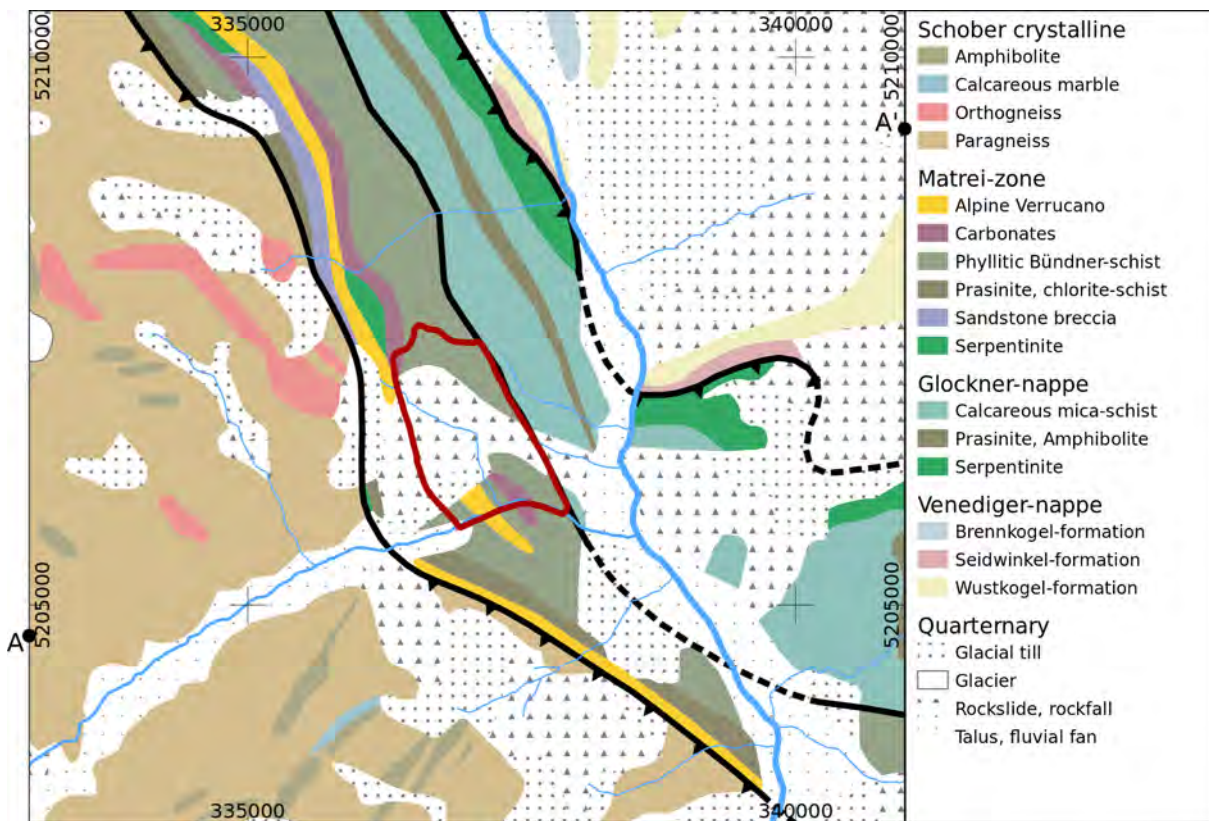 335000
340000
5210000
5210000
A'
A
5205000
5205000
335000
340000
Schober crystalline
Amphibolite
Calcareous marble
Orthogneiss
Paragneiss
Matrei-zone
Alpine Verrucano
Carbonates
Phyllitic Bündner-schist
Prasinite, chlorite-schist
Sandstone breccia
Serpentinite
Glockner-nappe
Calcareous mica-schist
Prasinite, Amphibolite
Serpentinite
Venediger-nappe
Brennkogel-formation
Seidwinkel-formation
Wustkogel-formation
Quarternary
Glacial till
Glacier
Rockslide, rockfall
Talus, fluvial fan